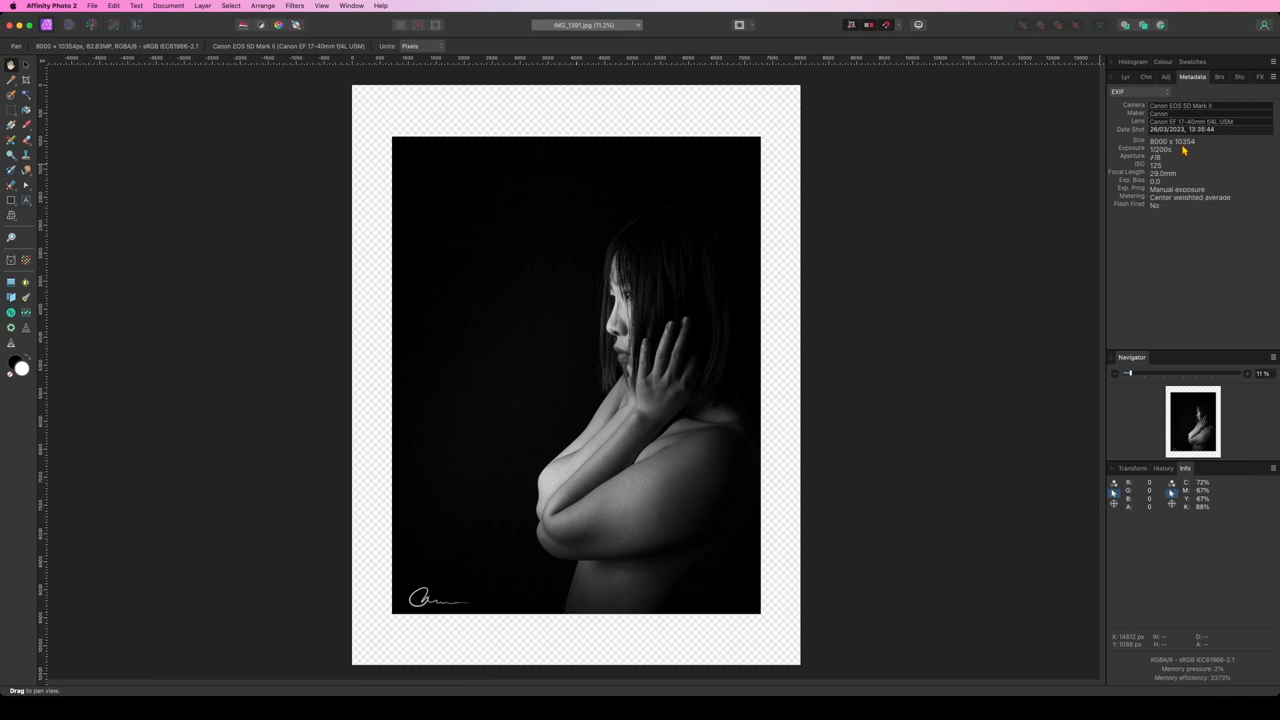 Affinity Photo 2 File Edit Text Document Layer Select Arrange Filters View Window Help
IMG_1391.jpg (11.2%)
Pan 8000 × 10354px, 82.83MP, RGBA/8 - sRGB IEC61966-2.1 Canon EOS 5D Mark II (Canon EF 17-40mm f/4L USM) Units: Pixels
Histogram Colour Swatches
Lyr Chn Adj Metadata Brs Sto FX
EXIF
Camera Canon EOS 5D Mark II
Maker Canon
Lens Canon EF 17-40mm f/4L USM
Date Shot 26/03/2023, 13:35:44
Size 8000 x 10354
Exposure 1/200s
Aperture ƒ/8
ISO 125
Focal Length 29.0mm
Exp. Bias 0.0
Exp. Prog Manual exposure
Metering Center weighted average
Flash Fired No
Navigator
11 %
Transform History Info
R: 0 C: 72%
G: 0 M: 67%
B: 0 Y: 67%
A: 0 K: 88%
X: 14812 px W: -- D: --
Y: 1086 px H: -- A: --
RGBA/8 - sRGB IEC61966-2.1
Memory pressure: 2%
Memory efficiency: 3373%
Drag to pan view.